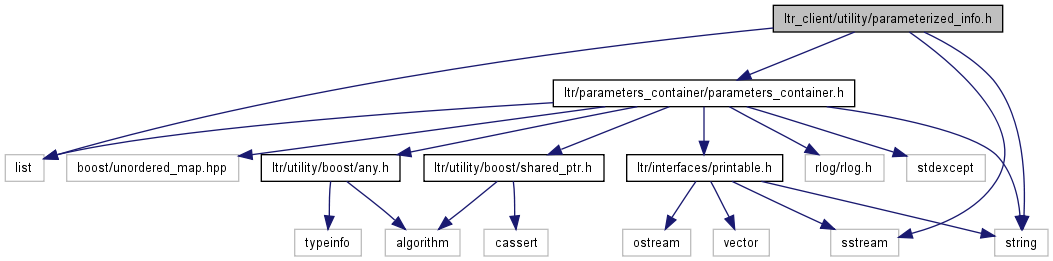 ltr_client/utility/parameterized_info.h
ltr/parameters_container/parameters_container.h
list
boost/unordered_map.hpp
ltr/utility/boost/any.h
ltr/utility/boost/shared_ptr.h
ltr/interfaces/printable.h
rlog/rlog.h
stdexcept
typeinfo
algorithm
cassert
ostream
vector
sstream
string